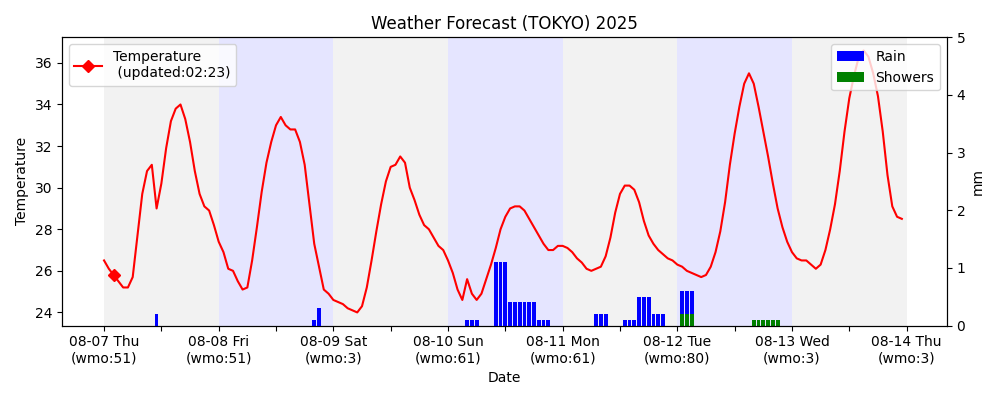 Weather Forecast (TOKYO) 2025
Temperature
(updated:02:23)
Rain
Showers
36
34
32
30
28
26
24
Temperature
5
4
3
2
1
0
mm
08-07 Thu
(wmo:51)
08-08 Fri
(wmo:51)
08-09 Sat
(wmo:3)
08-10 Sun
(wmo:61)
08-11 Mon
(wmo:61)
08-12 Tue
(wmo:80)
08-13 Wed
(wmo:3)
08-14 Thu
(wmo:3)
Date